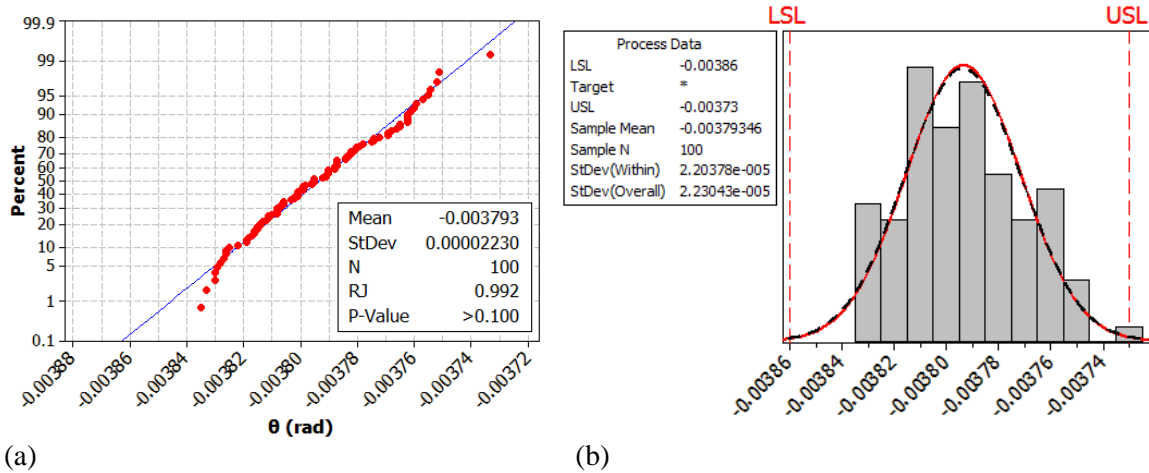 99.9
99
95
90
80
70
60
50
40
30
20
10
5
1
0.1
Percent
Mean -0.003793
StDev 0.00002230
N 100
RJ 0.992
P-Value >0.100
-0.00388
-0.00386
-0.00384
-0.00382
-0.00380
-0.00378
-0.00376
-0.00374
-0.00372
θ (rad)
(a)
LSL USL
Process Data
LSL -0.00386
Target *
USL -0.00373
Sample Mean -0.00379346
Sample N 100
StDev(Within) 2.20378e-005
StDev(Overall) 2.23043e-005
-0.00386
-0.00384
-0.00382
-0.00380
-0.00378
-0.00376
-0.00374
(b)